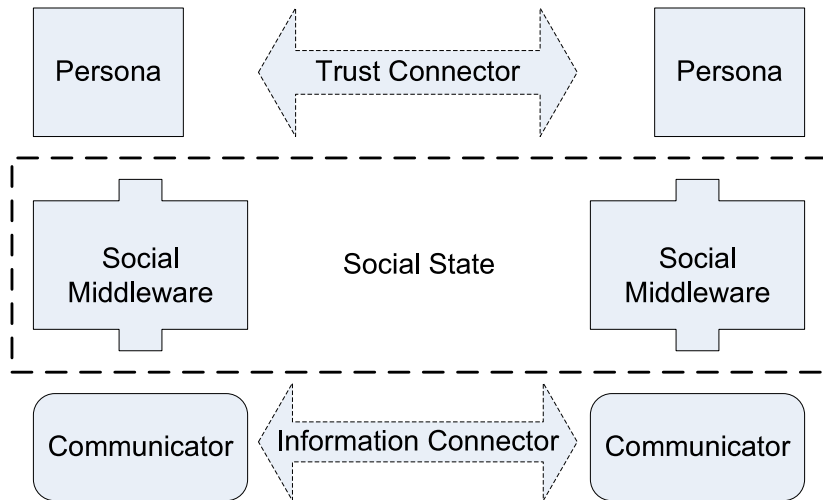 Persona
Trust Connector
Persona
Social
Middleware
Social State
Social
Middleware
Communicator
Information Connector
Communicator